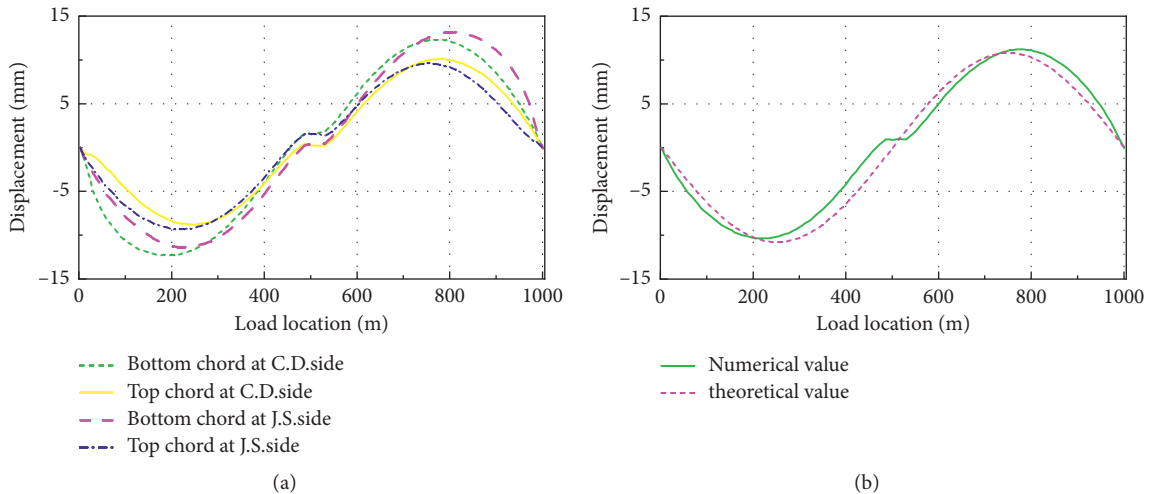 15
5
−5
−15
Displacement (mm)
0
200
400
600
800
1000
Load location (m)
Bottom chord at C.D.side
Top chord at C.D.side
Bottom chord at J.S.side
Top chord at J.S.side
(a)
15
5
−5
−15
Displacement (mm)
0
200
400
600
800
1000
Load location (m)
Numerical value
theoretical value
(b)